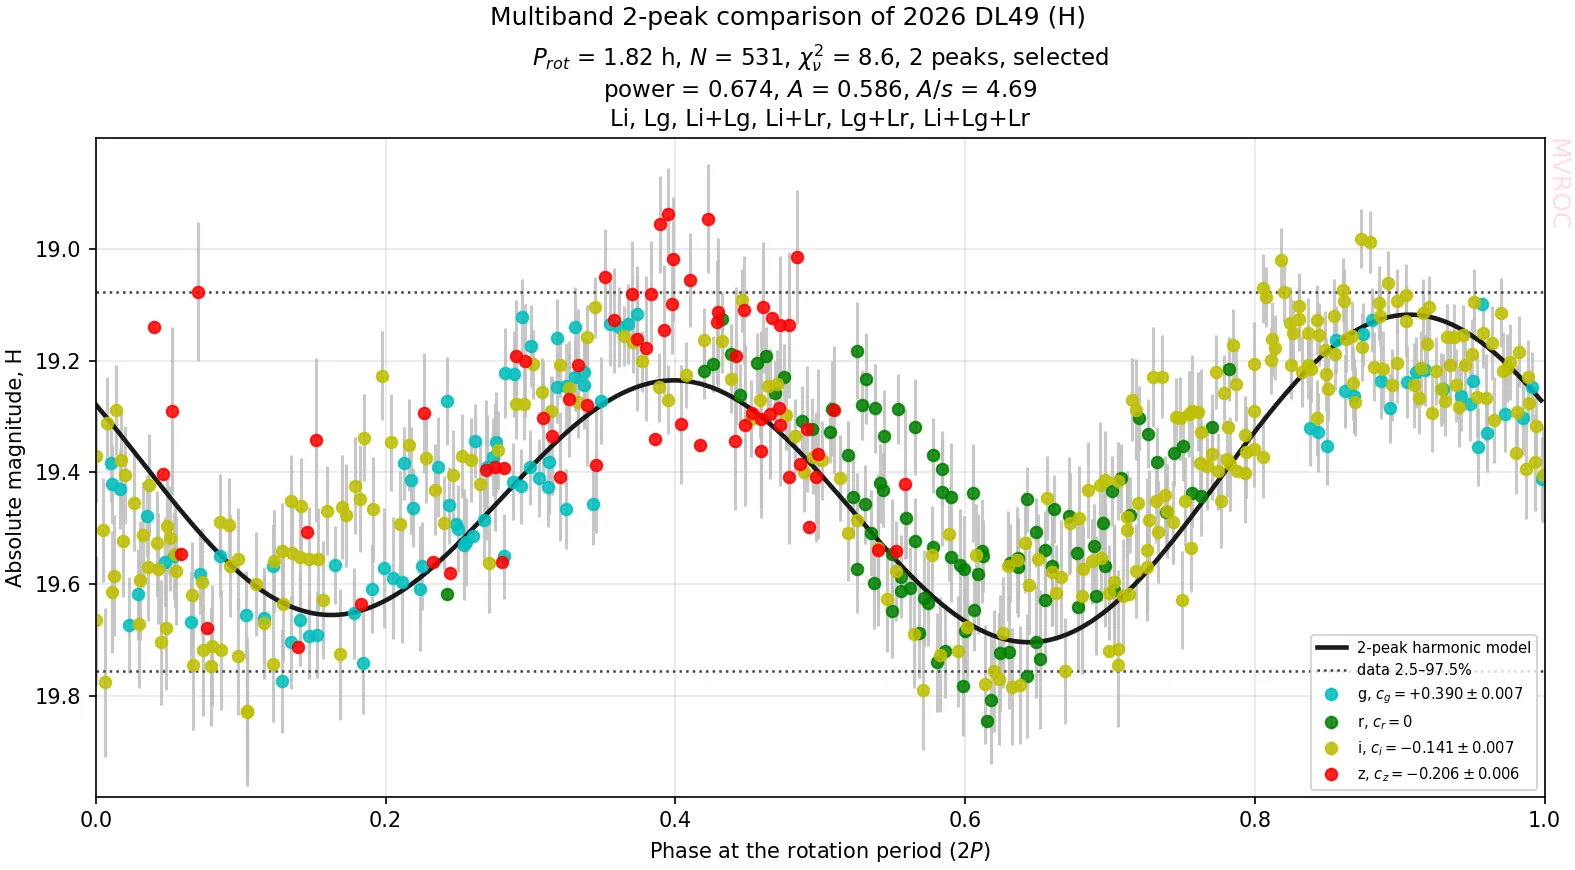 Multiband 2-peak comparison of 2026 DL49 (H)
P_rot = 1.82 h, N = 531, χ²_ν = 8.6, 2 peaks, selected
power = 0.674, A = 0.586, A/s = 4.69
Li, Lg, Li+Lg, Li+Lr, Lg+Lr, Li+Lg+Lr
MVROC
Absolute magnitude, H
19.0
19.2
19.4
19.6
19.8
2-peak harmonic model
data 2.5–97.5%
g, c_g = +0.390 ± 0.007
r, c_r = 0
i, c_i = −0.141 ± 0.007
z, c_z = −0.206 ± 0.006
0.0 0.2 0.4 0.6 0.8 1.0
Phase at the rotation period (2P)